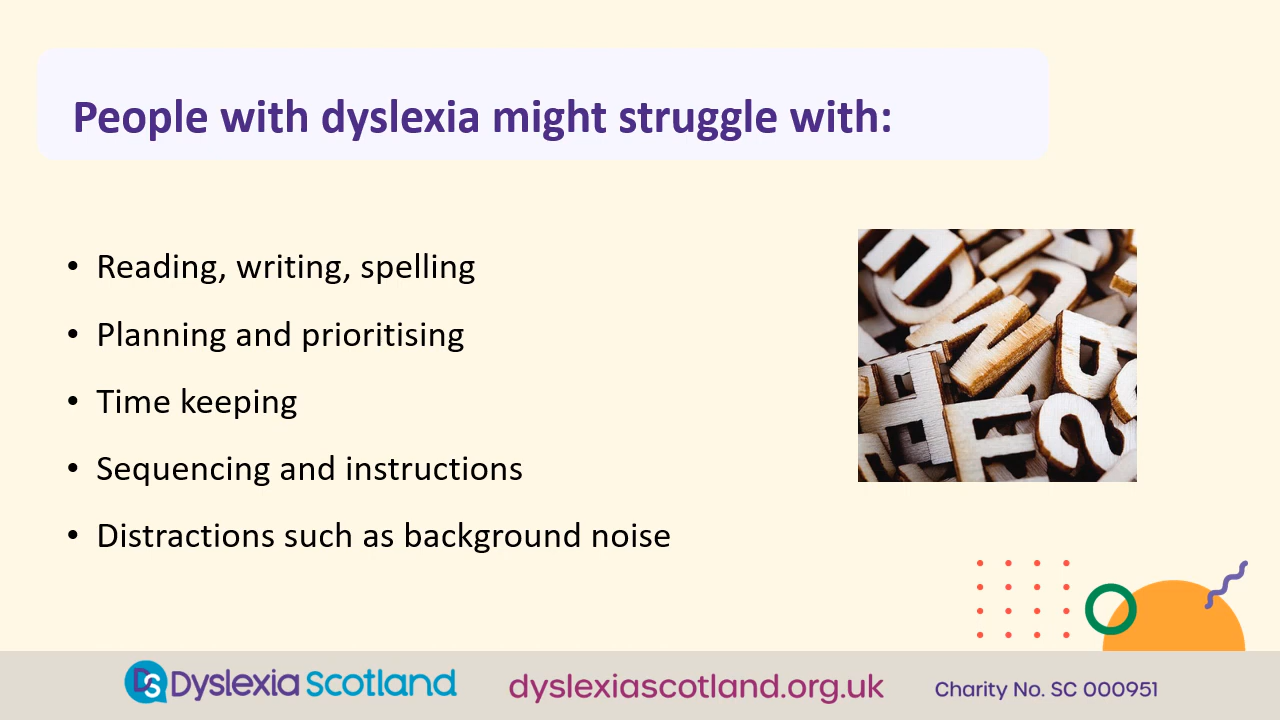 People with dyslexia might struggle with:
• Reading, writing, spelling
• Planning and prioritising
• Time keeping
• Sequencing and instructions
• Distractions such as background noise
DS Dyslexia Scotland
dyslexiascotland.org.uk
Charity No. SC 000951